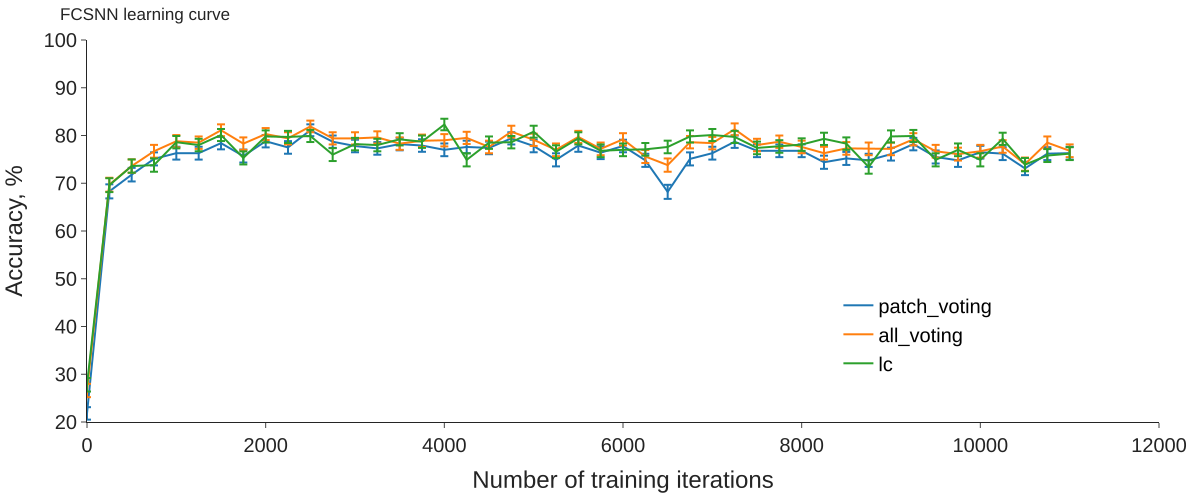 FCSNN learning curve
100
90
80
70
60
50
40
30
20
Accuracy, %
patch_voting
all_voting
lc
0 2000 4000 6000 8000 10000 12000
Number of training iterations